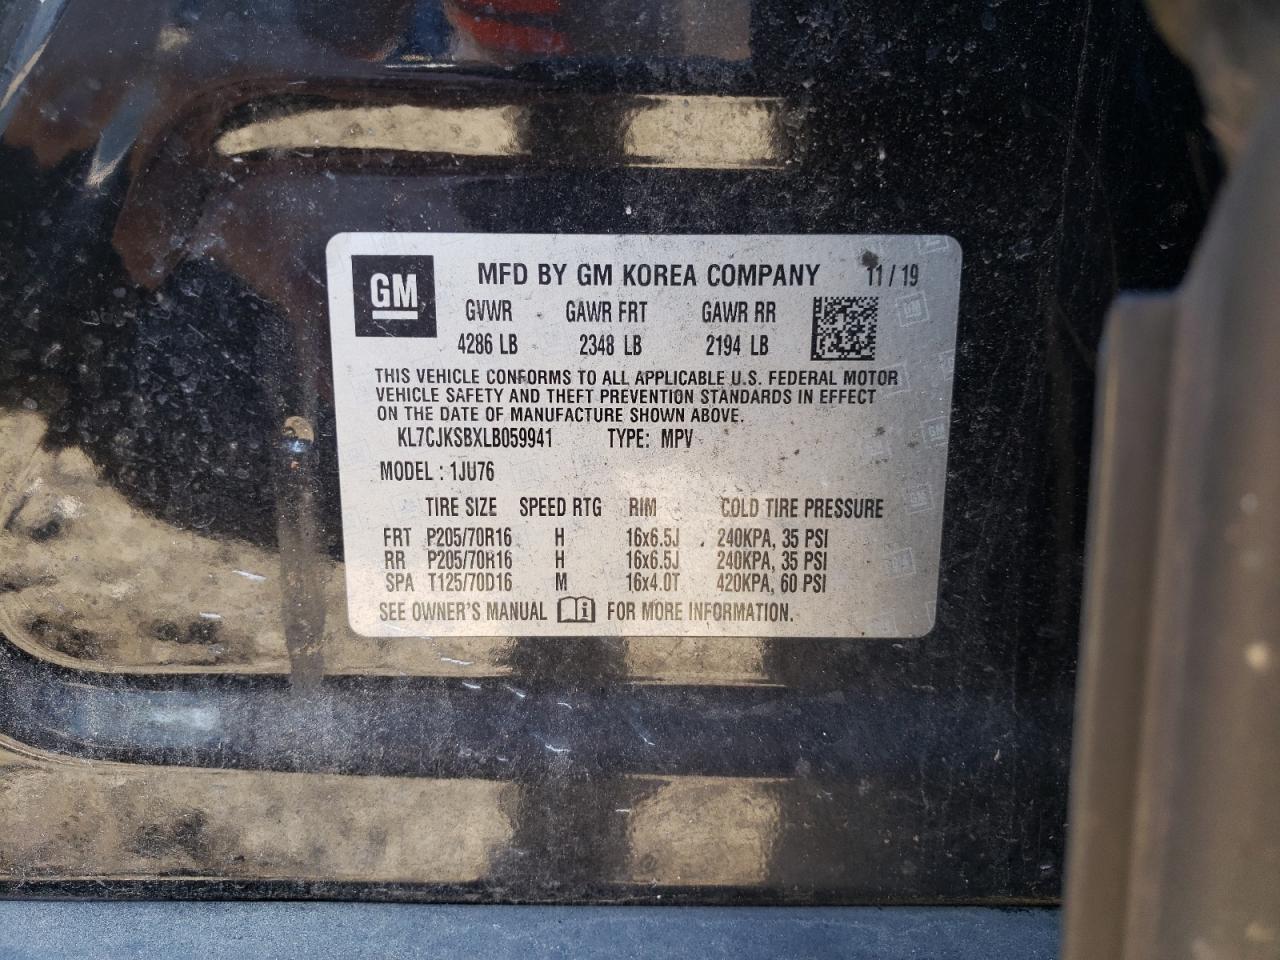 GM MFD BY GM KOREA COMPANY 11 / 19
GVWR GAWR FRT GAWR RR
4286 LB 2348 LB 2194 LB
THIS VEHICLE CONFORMS TO ALL APPLICABLE U.S. FEDERAL MOTOR
VEHICLE SAFETY AND THEFT PREVENTION STANDARDS IN EFFECT
ON THE DATE OF MANUFACTURE SHOWN ABOVE.
KL7CJKSBXLB059941 TYPE: MPV
MODEL : 1JU76
TIRE SIZE SPEED RTG RIM COLD TIRE PRESSURE
FRT P205/70R16 H 16x6.5J 240KPA, 35 PSI
RR P205/70R16 H 16x6.5J 240KPA, 35 PSI
SPA T125/70D16 M 16x4.0T 420KPA, 60 PSI
SEE OWNER'S MANUAL FOR MORE INFORMATION.